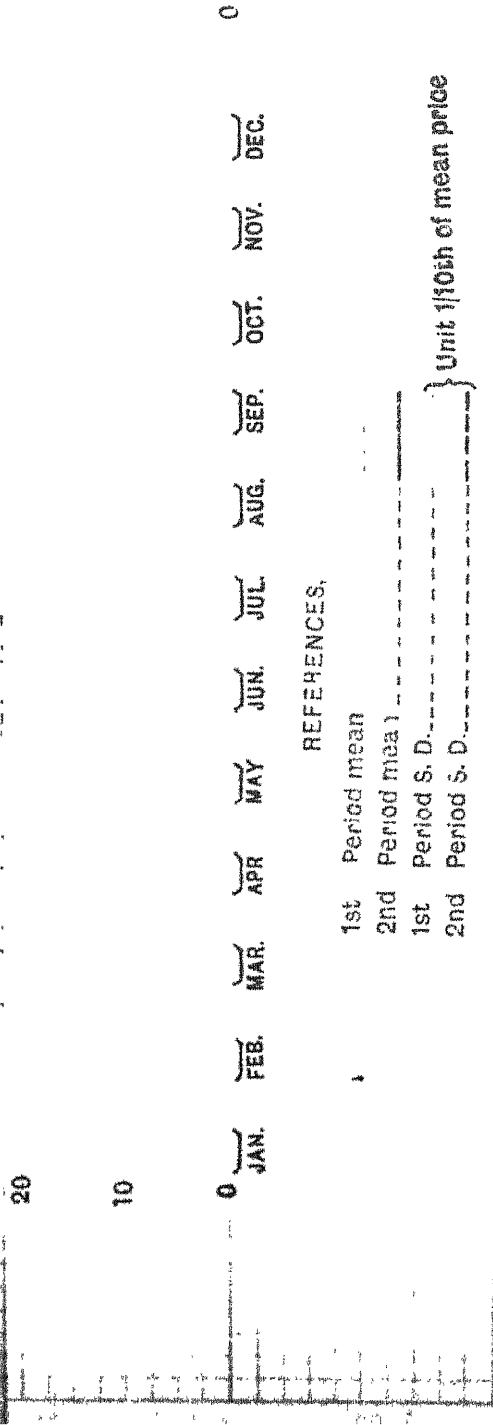 20
10
0 0
JAN. FEB. MAR. APR MAY JUN. JUL. AUG. SEP. OCT. NOV. DEC.
REFERENCES.
1st Period mean
2nd Period mean
1st Period S. D.
2nd Period S. D.
Unit 1|10th of mean price